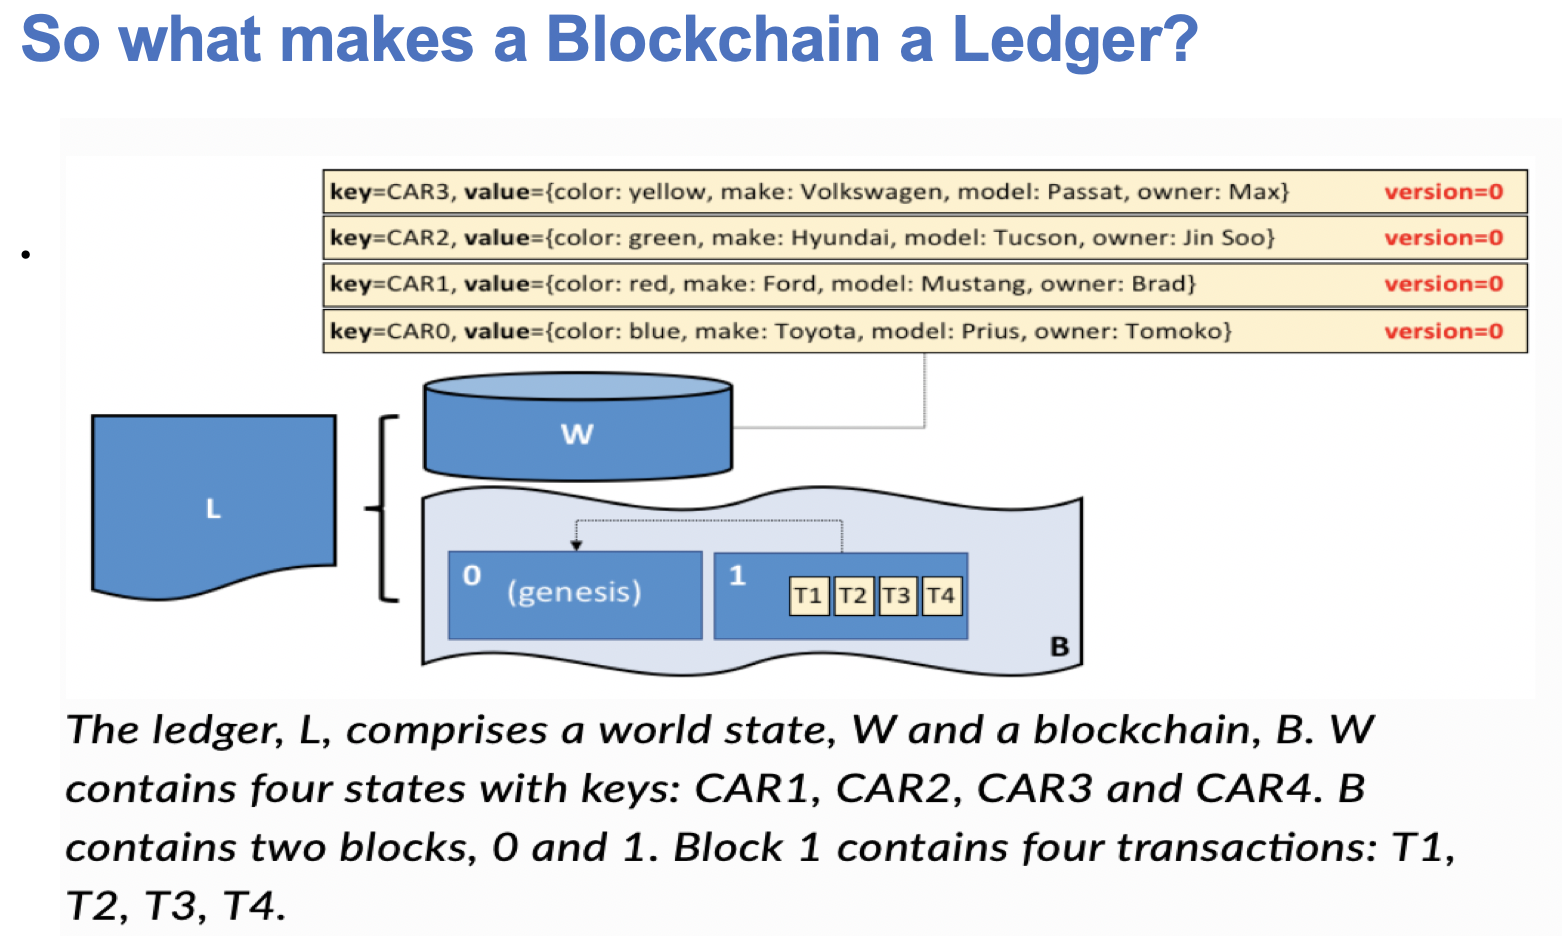 So what makes a Blockchain a Ledger?
key=CAR3, value={color: yellow, make: Volkswagen, model: Passat, owner: Max} version=0
key=CAR2, value={color: green, make: Hyundai, model: Tucson, owner: Jin Soo} version=0
key=CAR1, value={color: red, make: Ford, model: Mustang, owner: Brad} version=0
key=CAR0, value={color: blue, make: Toyota, model: Prius, owner: Tomoko} version=0
W
L
0 (genesis)
1 T1 T2 T3 T4
B
The ledger, L, comprises a world state, W and a blockchain, B. W
contains four states with keys: CAR1, CAR2, CAR3 and CAR4. B
contains two blocks, 0 and 1. Block 1 contains four transactions: T1,
T2, T3, T4.